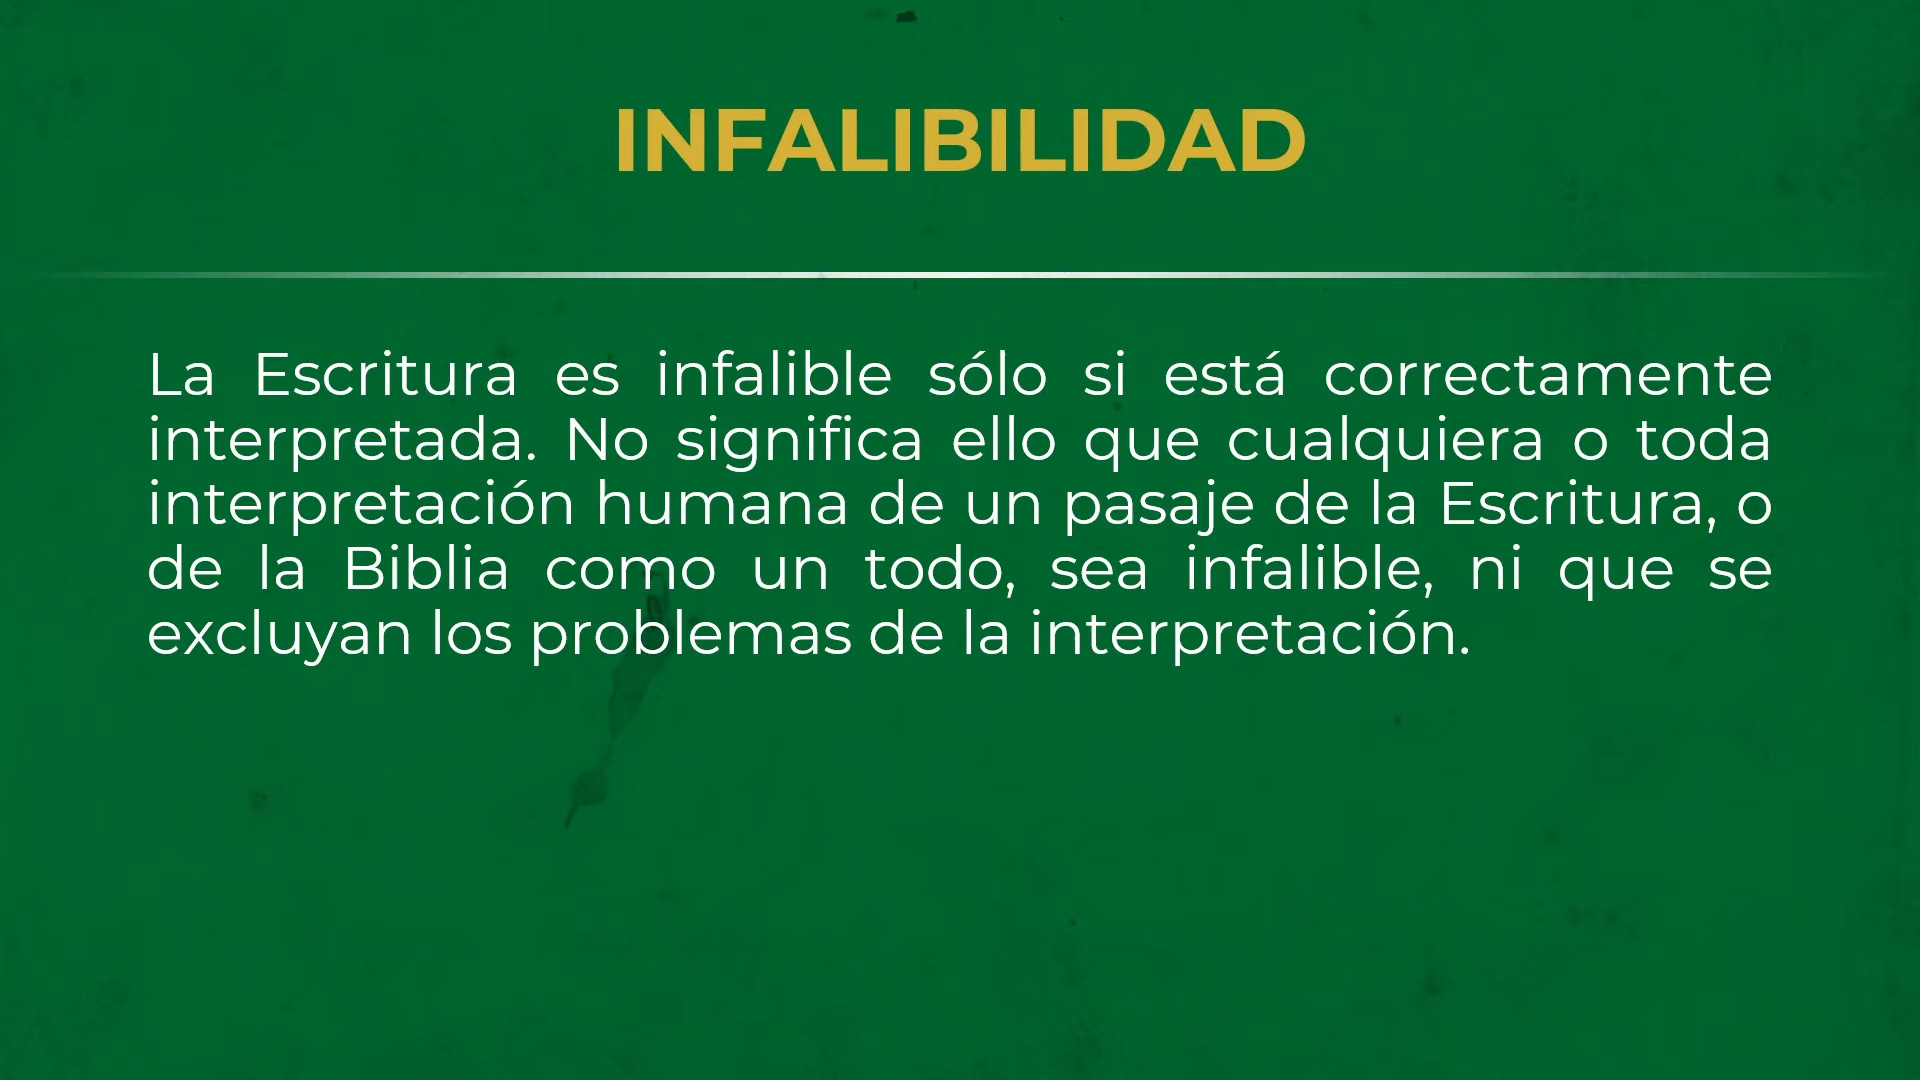 INFALIBILIDAD
La Escritura es infalible sólo si está correctamente
interpretada. No significa ello que cualquiera o toda
interpretación humana de un pasaje de la Escritura, o
de la Biblia como un todo, sea infalible, ni que se
excluyan los problemas de la interpretación.